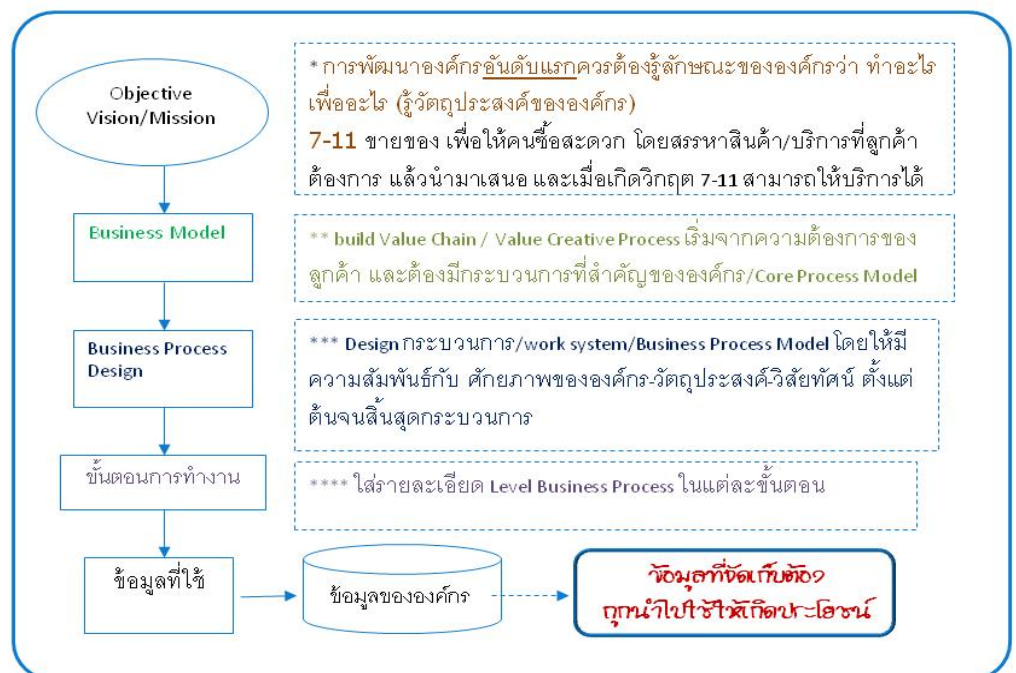 Objective
Vision/Mission
* การพัฒนาองค์กรอันดับแรกควรต้องรู้ลักษณะขององค์กรว่า ทำอะไร
เพื่ออะไร (รู้วัตถุประสงค์ขององค์กร)
7-11 ขายของ เพื่อให้คนซื้อสะดวก โดยสรรหาสินค้า/บริการที่ลูกค้า
ต้องการ แล้วนำมาเสนอ และเมื่อเกิดวิกฤต 7-11 สามารถให้บริการได้
Business Model
** build Value Chain / Value Creative Process เริ่มจากความต้องการของ
ลูกค้า และต้องมีกระบวนการที่สำคัญขององค์กร/Core Process Model
Business Process
Design
*** Design กระบวนการ/work system/Business Process Model โดยให้มี
ความสัมพันธ์กับ ศักยภาพขององค์กร-วัตถุประสงค์-วิสัยทัศน์ ตั้งแต่
ต้นจนสิ้นสุดกระบวนการ
ขั้นตอนการทำงาน
**** ใส่รายละเอียด Level Business Process ในแต่ละขั้นตอน
ข้อมูลที่ใช้
ข้อมูลขององค์กร
ข้อมูลที่จัดเก็บต้อง
ถูกนำไปใช้ให้เกิดประโยชน์